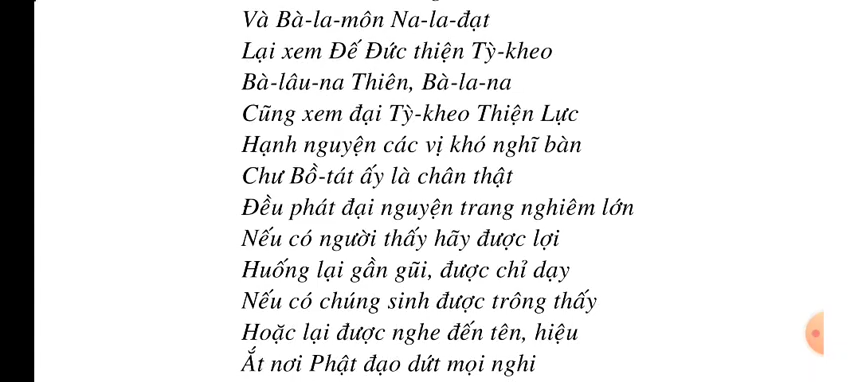 Và Bà-la-môn Na-la-đạt
Lại xem Đế Đức thiện Tỳ-kheo
Bà-lâu-na Thiên, Bà-la-na
Cũng xem đại Tỳ-kheo Thiện Lực
Hạnh nguyện các vị khó nghĩ bàn
Chư Bồ-tát ấy là chân thật
Đều phát đại nguyện trang nghiêm lớn
Nếu có người thấy hãy được lợi
Huống lại gần gũi, được chỉ dạy
Nếu có chúng sinh được trông thấy
Hoặc lại được nghe đến tên, hiệu
Ắt nơi Phật đạo dứt mọi nghi